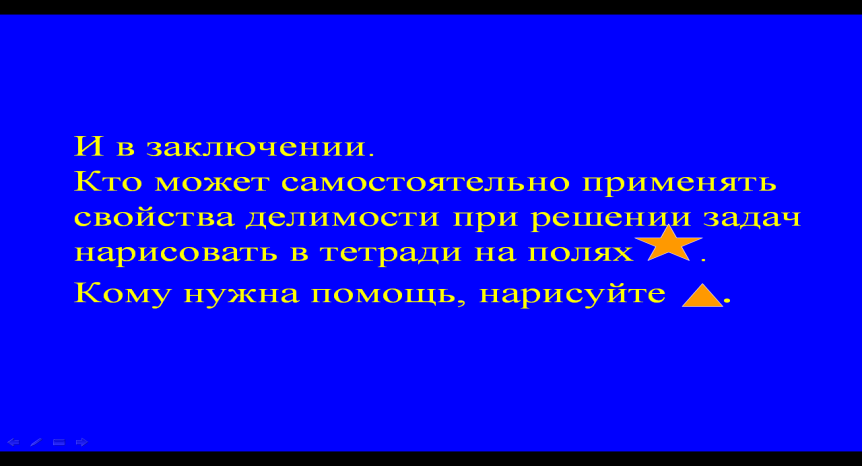 И в заключении.
Кто может самостоятельно применять
свойства делимости при решении задач
нарисовать в тетради на полях .
Кому нужна помощь, нарисуйте .